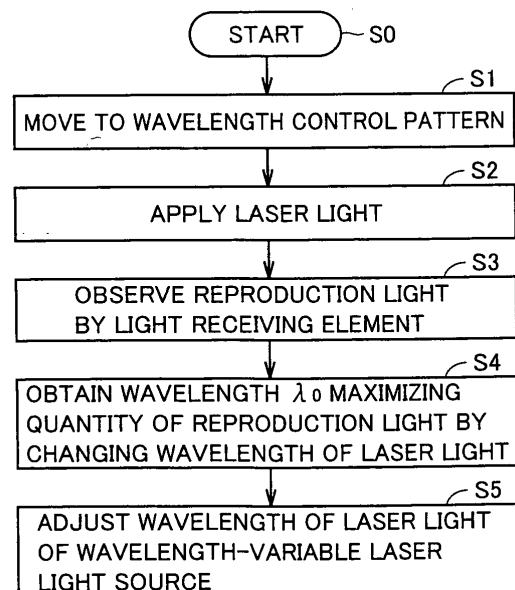 START S0
S1
MOVE TO WAVELENGTH CONTROL PATTERN
S2
APPLY LASER LIGHT
S3
OBSERVE REPRODUCTION LIGHT
BY LIGHT RECEIVING ELEMENT
S4
OBTAIN WAVELENGTH λ0 MAXIMIZING
QUANTITY OF REPRODUCTION LIGHT BY
CHANGING WAVELENGTH OF LASER LIGHT
S5
ADJUST WAVELENGTH OF LASER LIGHT
OF WAVELENGTH-VARIABLE LASER
LIGHT SOURCE